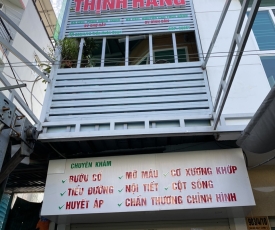 THỊNH HẰNG
CHUYÊN KHÁM
BƯỚU CỔ MỠ MÁU CƠ XƯƠNG KHỚP
TIỂU ĐƯỜNG NỘI TIẾT CỘT SỐNG
HUYẾT ÁP CHẤN THƯƠNG CHỈNH HÌNH